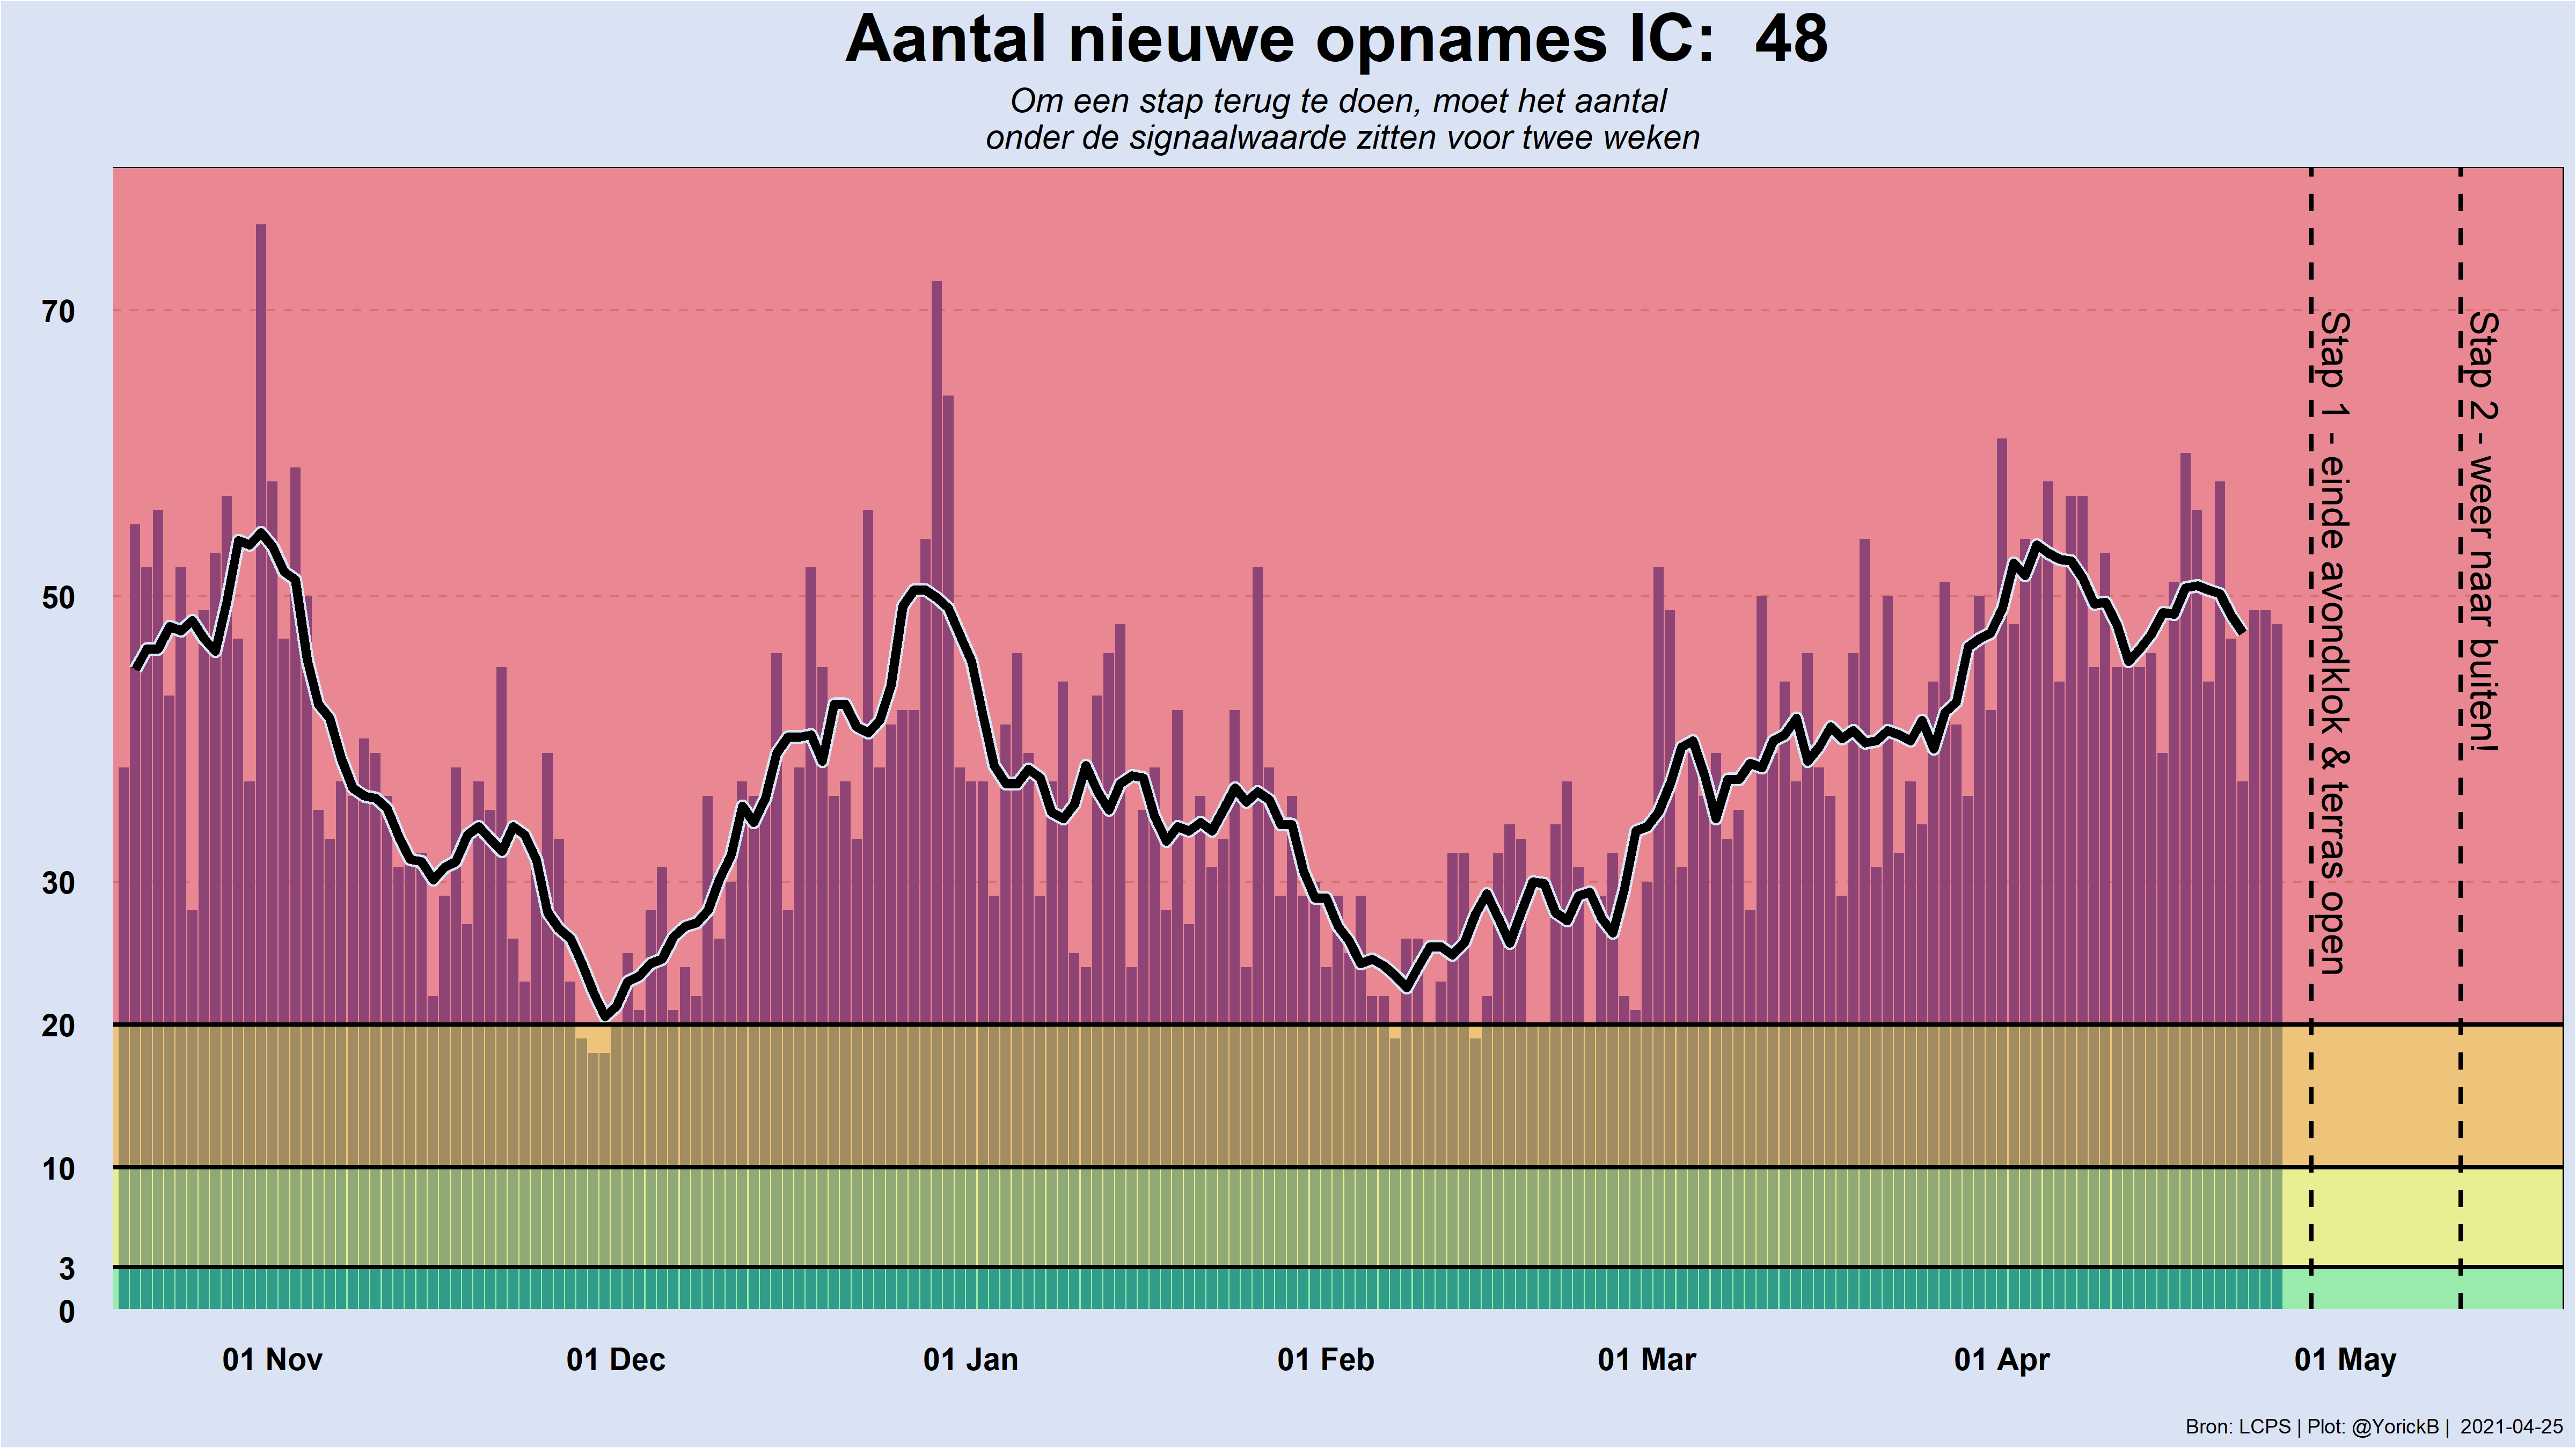 Aantal nieuwe opnames IC: 48
Om een stap terug te doen, moet het aantal
onder de signaalwaarde zitten voor twee weken
70
50
30
20
10
3
0
Stap 1 - einde avondklok & terras open
Stap 2 - weer naar buiten!
01 Nov
01 Dec
01 Jan
01 Feb
01 Mar
01 Apr
01 May
Bron: LCPS | Plot: @YorickB | 2021-04-25